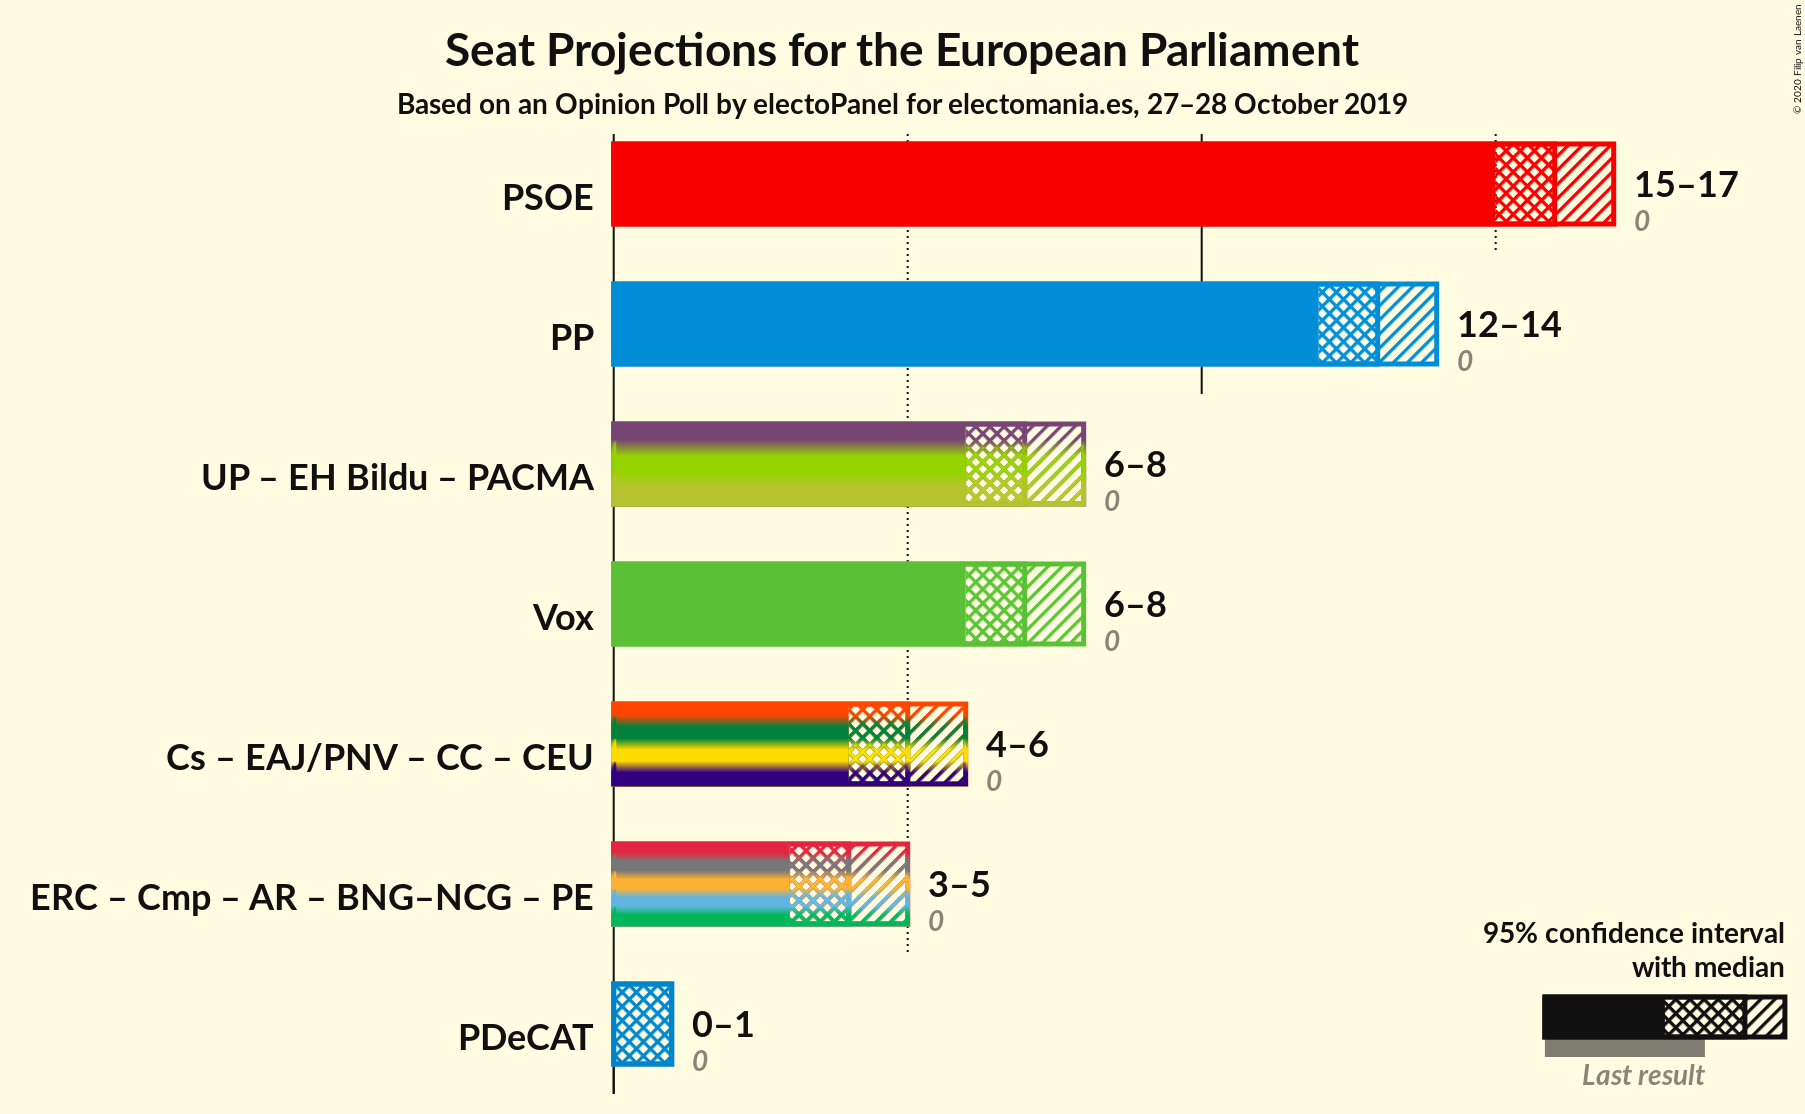 Seat Projections for the European Parliament
Based on an Opinion Poll by electoPanel for electomania.es, 27–28 October 2019
© 2020 Filip van Laenen
PSOE
15–17
0
PP
12–14
0
UP – EH Bildu – PACMA
6–8
0
Vox
6–8
0
Cs – EAJ/PNV – CC – CEU
4–6
0
ERC – Cmp – AR – BNG–NCG – PE
3–5
0
PDeCAT
0–1
0
95% confidence interval
with median
Last result